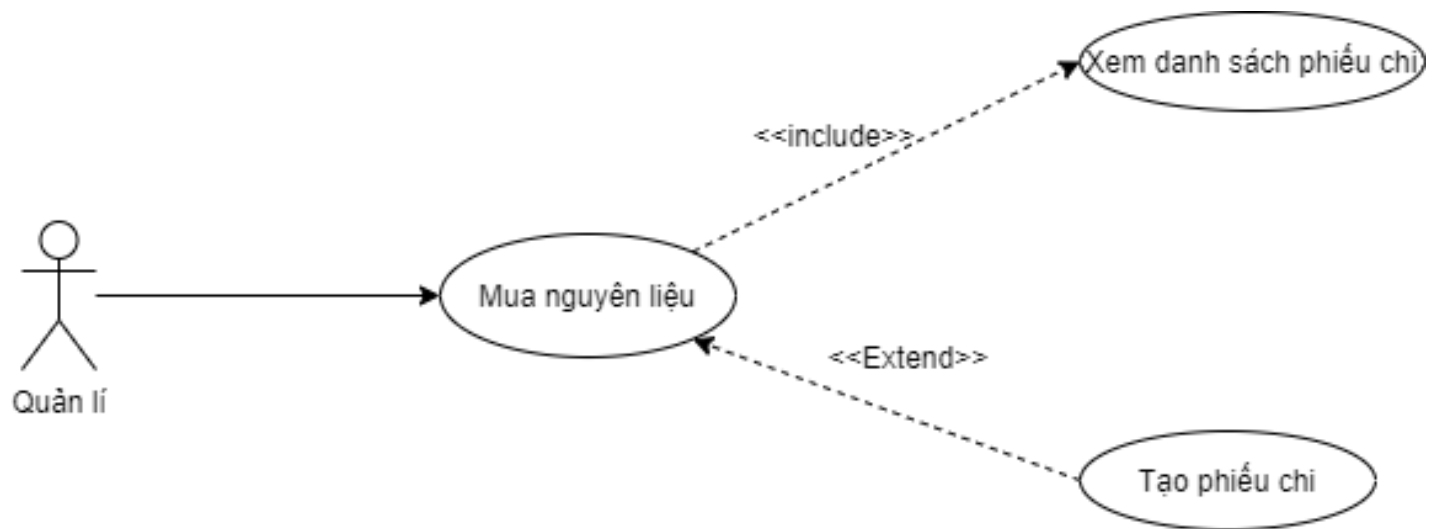 Xem danh sách phiếu chi
<<include>>
Mua nguyên liệu
<<Extend>>
Quản lí
Tạo phiếu chi